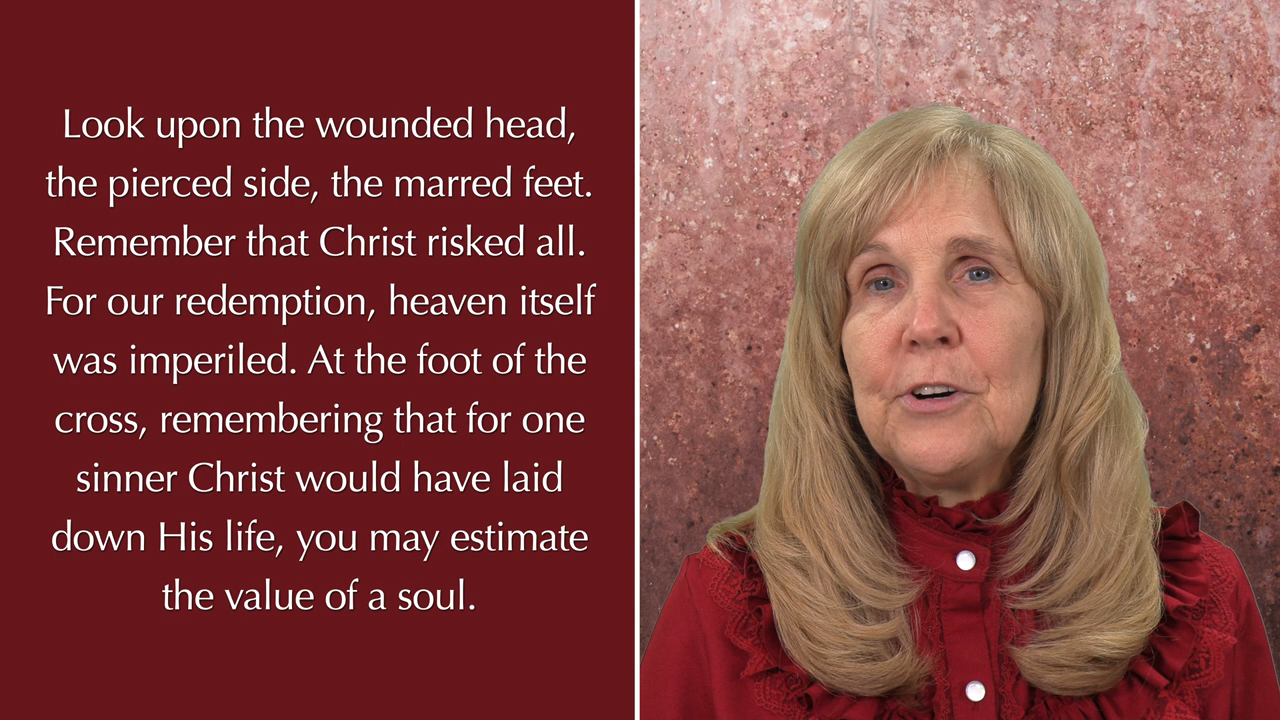 Look upon the wounded head,
the pierced side, the marred feet.
Remember that Christ risked all.
For our redemption, heaven itself
was imperiled. At the foot of the
cross, remembering that for one
sinner Christ would have laid
down His life, you may estimate
the value of a soul.